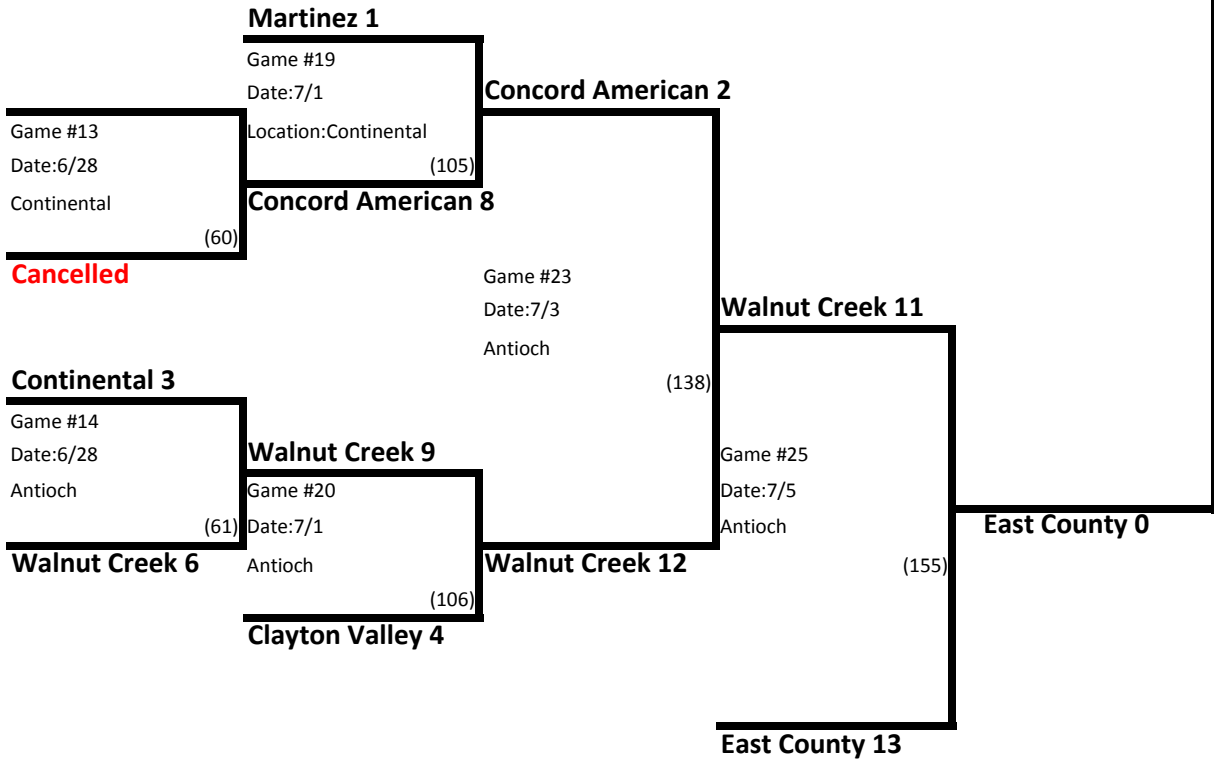 Martinez 1
Game #19
Date:7/1
Location:Continental
(105)
Concord American 8
Game #13
Date:6/28
Continental
(60)
Cancelled
Concord American 2
Game #23
Date:7/3
Antioch
(138)
Continental 3
Game #14
Date:6/28
Antioch
(61)
Walnut Creek 6
Walnut Creek 9
Game #20
Date:7/1
Antioch
(106)
Clayton Valley 4
Walnut Creek 12
Walnut Creek 11
Game #25
Date:7/5
Antioch
(155)
East County 13
East County 0